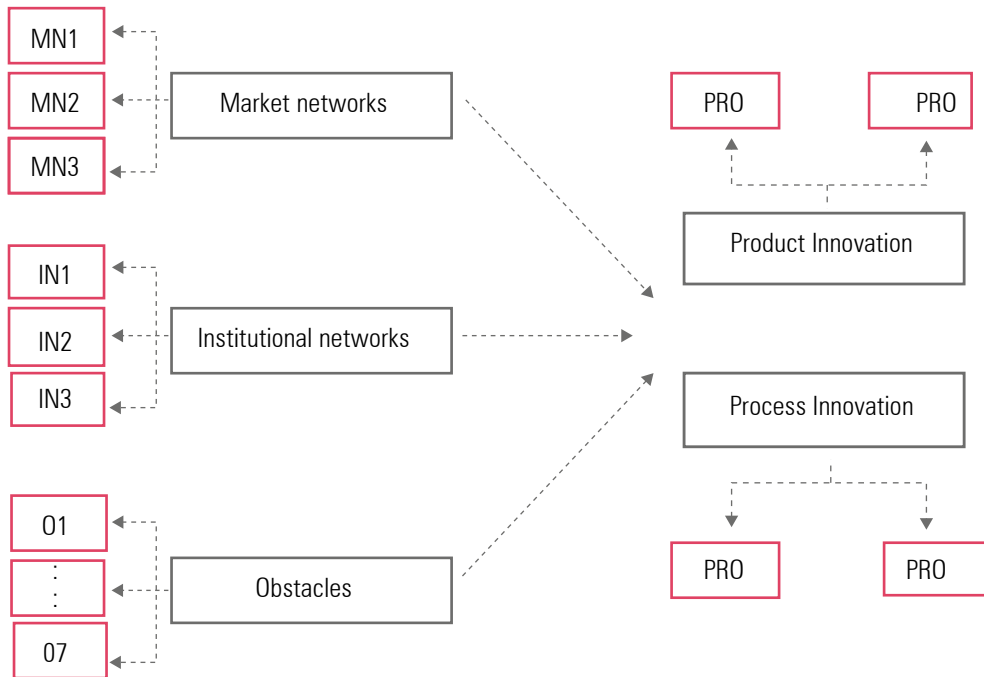 MN1
MN2
MN3
Market networks
PRO
PRO
Product Innovation
IN1
IN2
IN3
Institutional networks
Process Innovation
PRO
PRO
O1
:
:
07
Obstacles